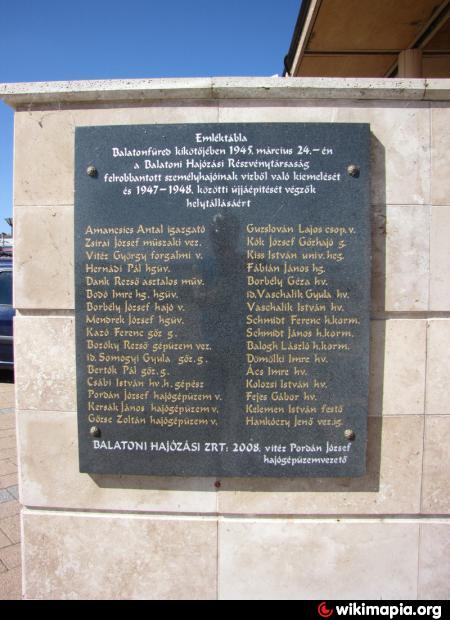 Emléktábla
Balatonfüred kikötőjében 1945. március 24.-én
a Balatoni Hajózási Részvénytársaság
felrobbantott személyhajóinak vízből való kiemelését
és 1947-1948. közötti újjáépítését végzők
helytállásáért
Amancsics Antal igazgató
Zsirai József műszaki vez.
Vitéz György forgalmi v.
Hernádi Pál hgüv.
Dank Rezső asztalos műv.
Bodó Imre hg. hgüv.
Borbély József hajó v.
Mendrek József hgüv.
Kazó Ferenc gőz g.
Bozóky Rezső gépüzem vez.
id. Somogyi Gyula gőz.g.
Bertók Pál gőz.g.
Csábi István hv.h.gépész
Pordán József hajógépüzem v.
Kersák János hajógépüzem v.
Gőzse Zoltán hajógépüzem v.
Guzslován Lajos csop.v.
Kók József Gőzhajó g.
Kiss István univ.heg.
Fábián János hg.
Borbély Géza hv.
id.Vaschalik Gyula hv.
Vaschalik István hv.
Schmidt Ferenc h.korm.
Schmidt János h.korm.
Balogh László h.korm.
Dömölki Imre hv.
Ács Imre hv.
Kolozsi István hv.
Fejes Gábor hv.
Kelemen István festő
Hankóczy Jenő vez.ig.
BALATONI HAJÓZÁSI ZRT: 2008. vitéz Pordán József
hajógépüzemvezető
wikimapia.org